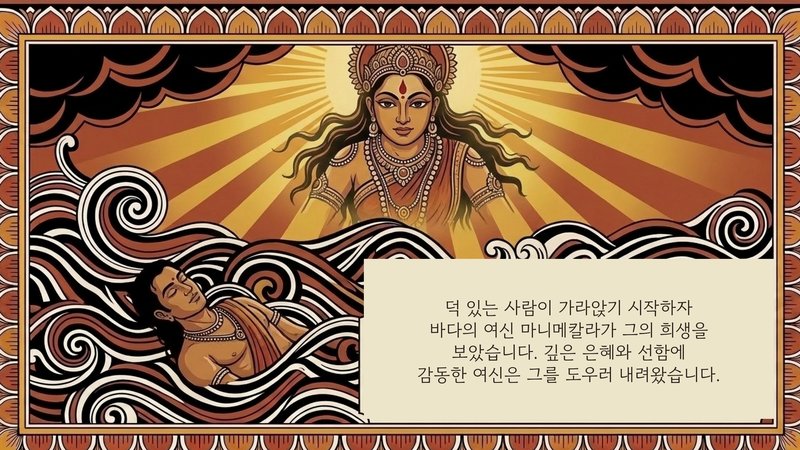 덕 있는 사람이 가라앉기 시작하자
바다의 여신 마니메칼라가 그의 희생을
보았습니다. 깊은 은혜와 선함에
감동한 여신은 그를 도우러 내려왔습니다.